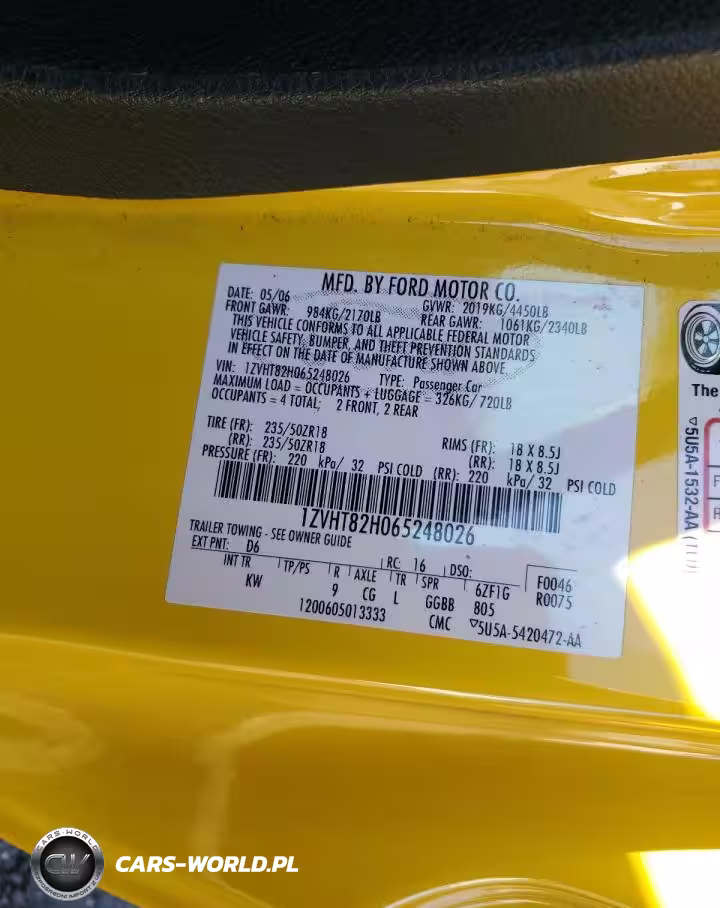 MFD. BY FORD MOTOR CO.
DATE: 05/06 GVWR: 2019KG/4450LB
FRONT GAWR: 984KG/2170LB REAR GAWR: 1061KG/2340LB
THIS VEHICLE CONFORMS TO ALL APPLICABLE FEDERAL MOTOR
VEHICLE SAFETY, BUMPER, AND THEFT PREVENTION STANDARDS
IN EFFECT ON THE DATE OF MANUFACTURE SHOWN ABOVE.
VIN: 1ZVHT82H065248026 TYPE: Passenger Car
MAXIMUM LOAD = OCCUPANTS + LUGGAGE = 326KG/720LB
OCCUPANTS = 4 TOTAL; 2 FRONT, 2 REAR
TIRE (FR): 235/50ZR18 RIMS (FR): 18 X 8.5J
(RR): 235/50ZR18 (RR): 18 X 8.5J
PRESSURE (FR): 220 kPa/ 32 PSI COLD (RR): 220 kPa/ 32 PSI COLD
1ZVHT82H065248026
TRAILER TOWING - SEE OWNER GUIDE
EXT PNT: D6 RC: 16 DSO: F0046
INT TR TP/PS R AXLE TR SPR 6ZF1G R0075
KW 9 CG L GGBB 805
1200605013333 CMC ▽5U5A-5420472-AA
The
▽5U5A-1532-AA
F
R
CARS-WORLD
CW
CARS-WORLD.PL